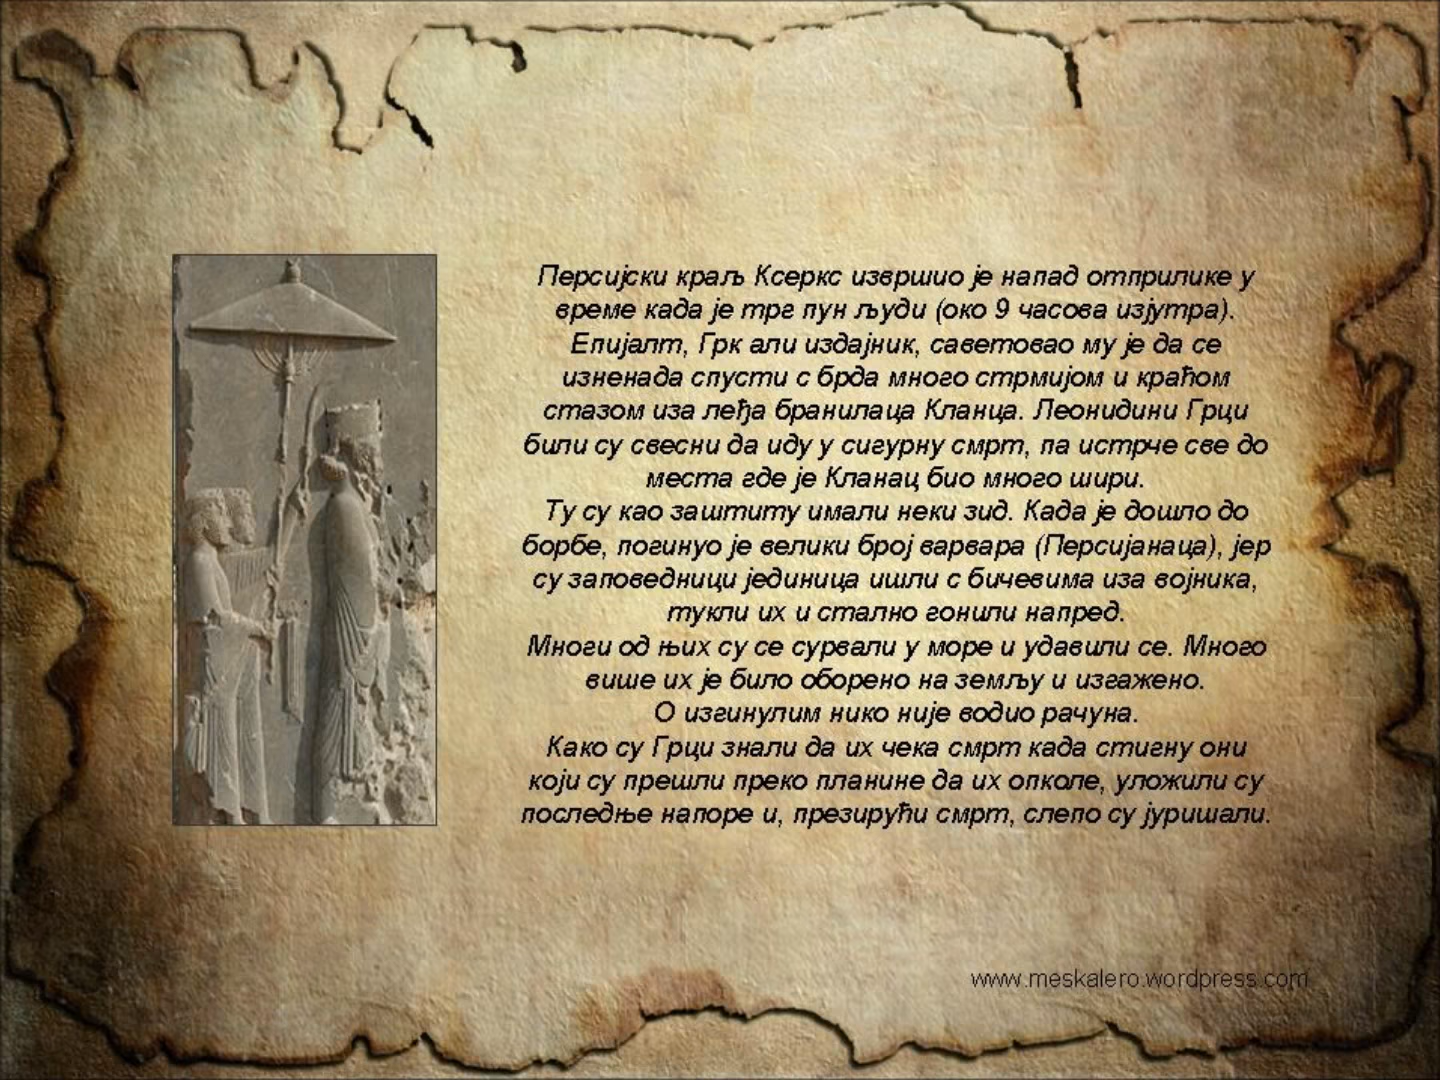 Персијски краљ Ксеркс извршио је напад отприлике у
време када је трг пун људи (око 9 часова изјутра).
Епијалт, Грк али издајник, саветовао му је да се
изненада спусти с брда много стрмијом и краћом
стазом иза леђа бранилаца Кланца. Леонидини Грци
били су свесни да иду у сигурну смрт, па истрче све до
места где је Кланац био много шири.
Ту су као заштиту имали неки зид. Када је дошло до
борбе, погинуо је велики број варвара (Персијанаца), јер
су заповедници јединица ишли с бичевима иза војника,
тукли их и стално гонили напред.
Многи од њих су се сурвали у море и удавили се. Много
више их је било оборено на земљу и изгажено.
О изгинулим нико није водио рачуна.
Како су Грци знали да их чека смрт када стигну они
који су прешли преко планине да их опколе, уложили су
последње напоре и, презирући смрт, слепо су јуришали.
www.meskalero.wordpress.com